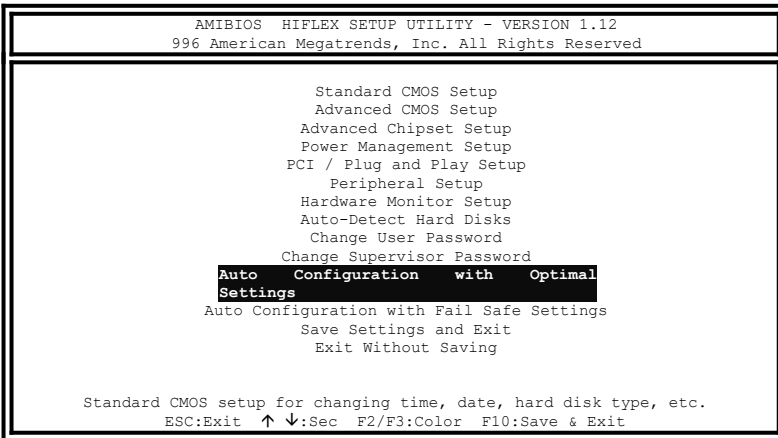 AMIBIOS HIFLEX SETUP UTILITY - VERSION 1.12
996 American Megatrends, Inc. All Rights Reserved
Standard CMOS Setup
Advanced CMOS Setup
Advanced Chipset Setup
Power Management Setup
PCI / Plug and Play Setup
Peripheral Setup
Hardware Monitor Setup
Auto-Detect Hard Disks
Change User Password
Change Supervisor Password
Auto Configuration with Optimal
Settings
Auto Configuration with Fail Safe Settings
Save Settings and Exit
Exit Without Saving
Standard CMOS setup for changing time, date, hard disk type, etc.
ESC:Exit ↑ ↓:Sec F2/F3:Color F10:Save & Exit